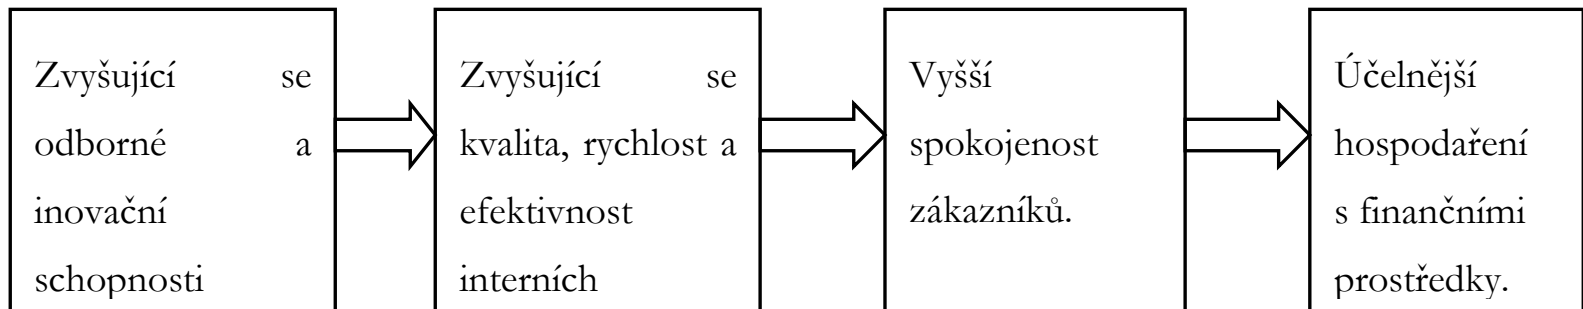 Zvyšující se
odborné a
inovační
schopnosti
Zvyšující se
kvalita, rychlost a
efektivnost
interních
Vyšší
spokojenost
zákazníků.
Účelnější
hospodaření
s finančními
prostředky.